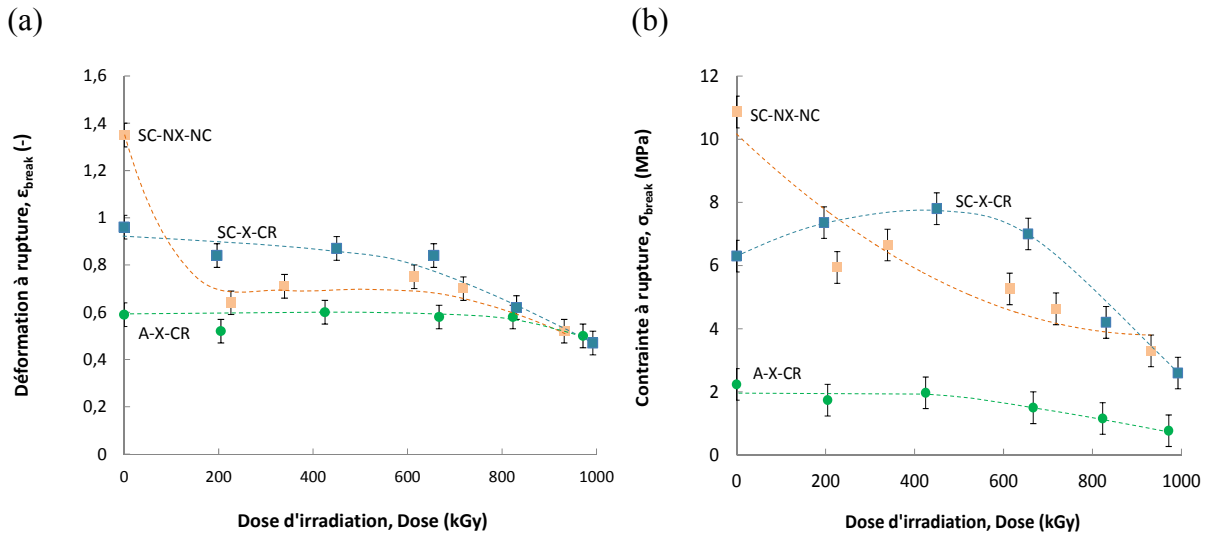 (a)
(b)
1,6
1,4
1,2
1
0,8
0,6
0,4
0,2
0
Déformation à rupture, εbreak (-)
SC-NX-NC
SC-X-CR
A-X-CR
0 200 400 600 800 1000
Dose d'irradiation, Dose (kGy)
12
10
8
6
4
2
0
Contrainte à rupture, σbreak (MPa)
SC-NX-NC
SC-X-CR
A-X-CR
0 200 400 600 800 1000
Dose d'irradiation, Dose (kGy)